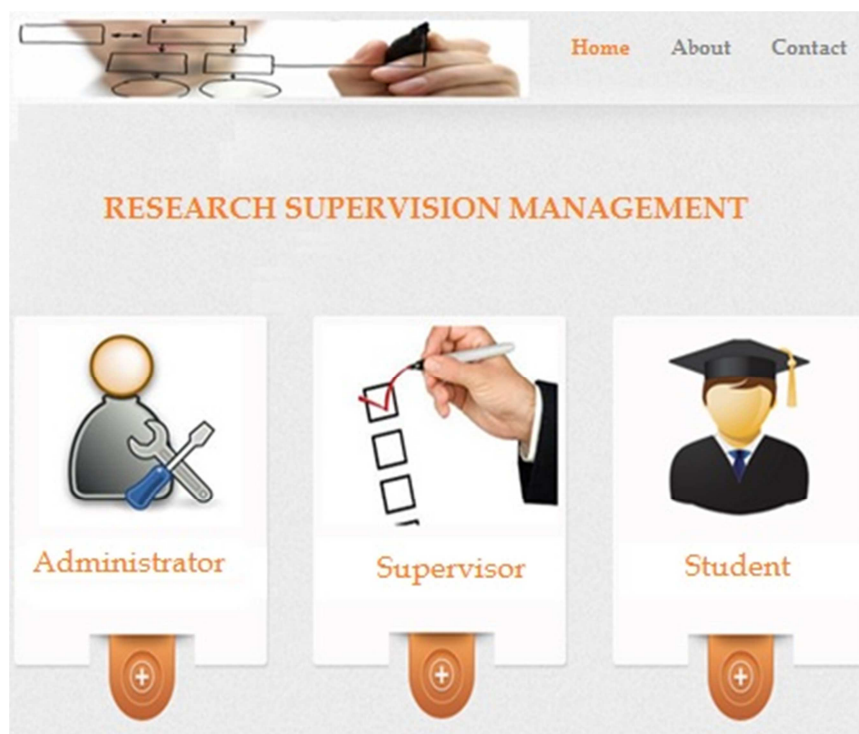 Home About Contact
RESEARCH SUPERVISION MANAGEMENT
Administrator
Supervisor
Student